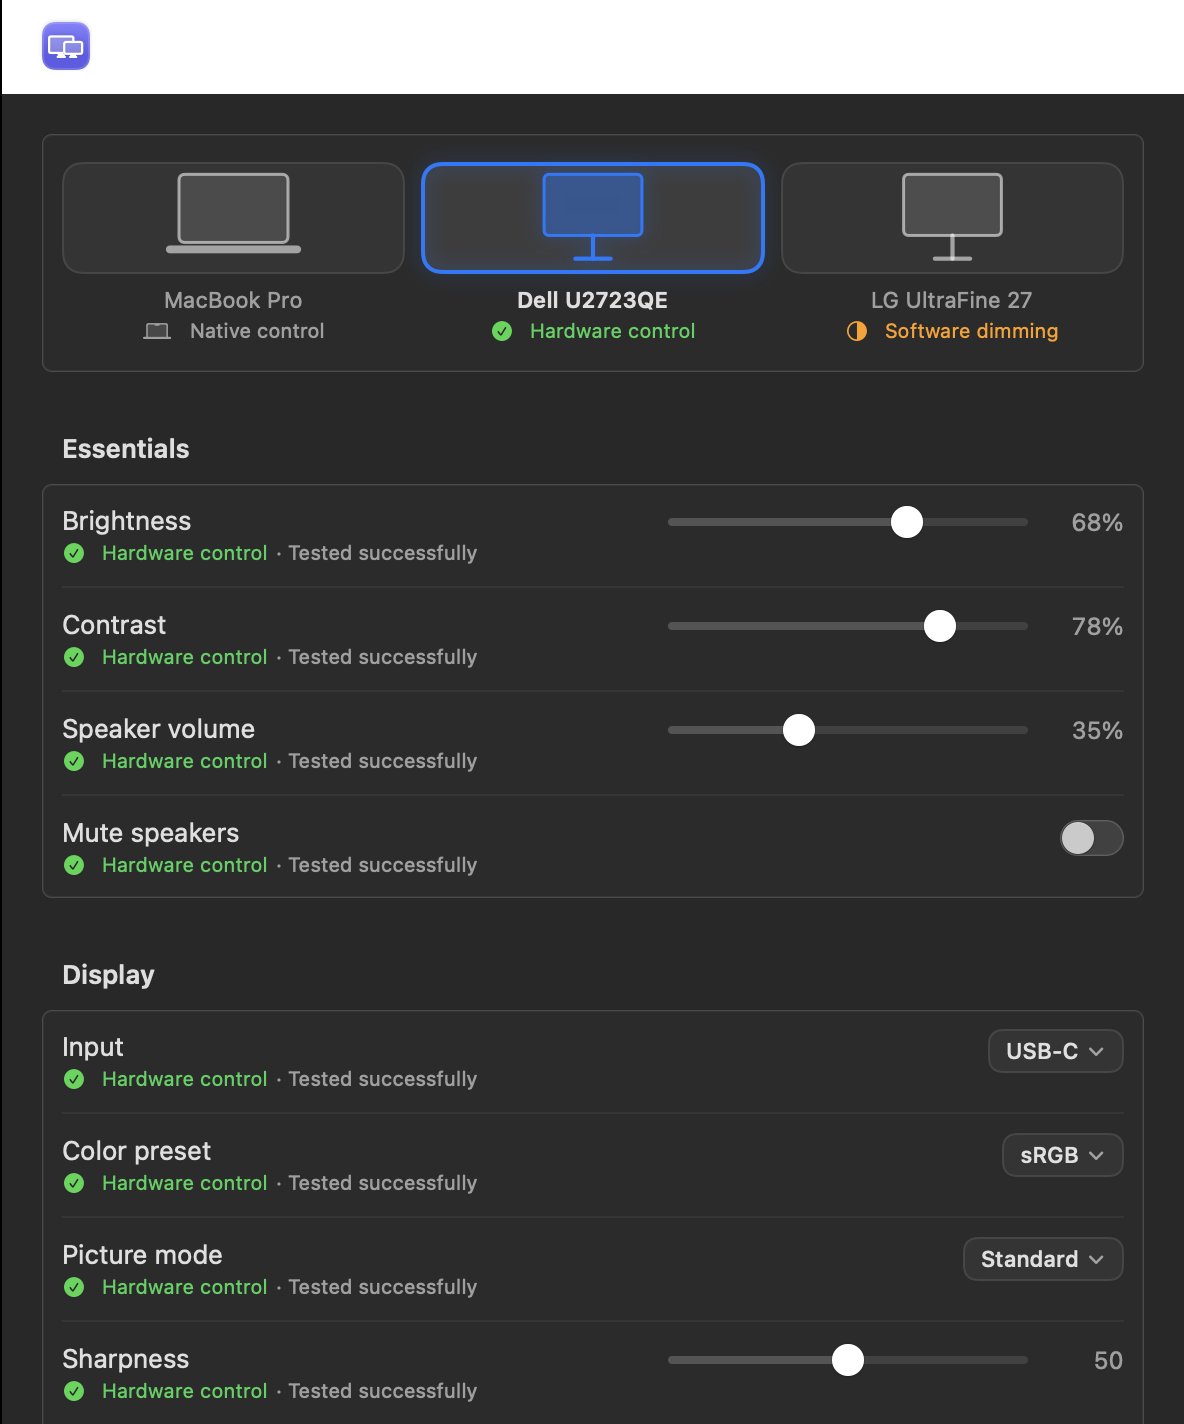 MacBook Pro
Native control
Dell U2723QE
Hardware control
LG UltraFine 27
Software dimming
Essentials
Brightness
68%
Hardware control · Tested successfully
Contrast
78%
Hardware control · Tested successfully
Speaker volume
35%
Hardware control · Tested successfully
Mute speakers
Hardware control · Tested successfully
Display
Input
USB-C
Hardware control · Tested successfully
Color preset
sRGB
Hardware control · Tested successfully
Picture mode
Standard
Hardware control · Tested successfully
Sharpness
50
Hardware control · Tested successfully